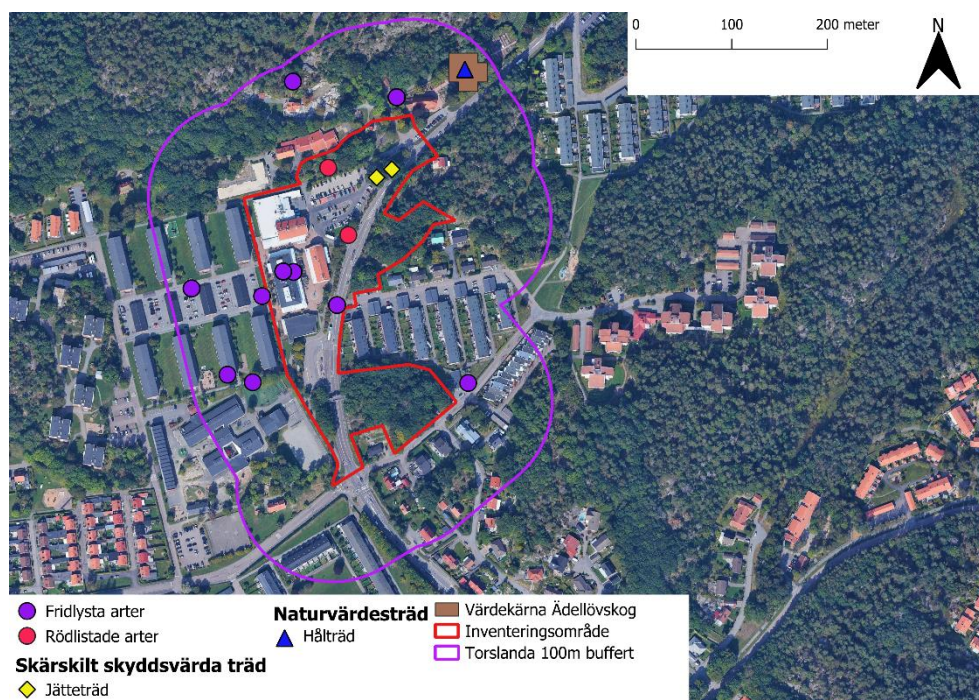 0 100 200 meter
N
Fridlysta arter
Rödlistade arter
Skärskilt skyddsvärda träd
Jätteträd
Naturvärdesträd
Hålträd
Värdekärna Ädellövskog
Inventeringsområde
Torslanda 100m buffert